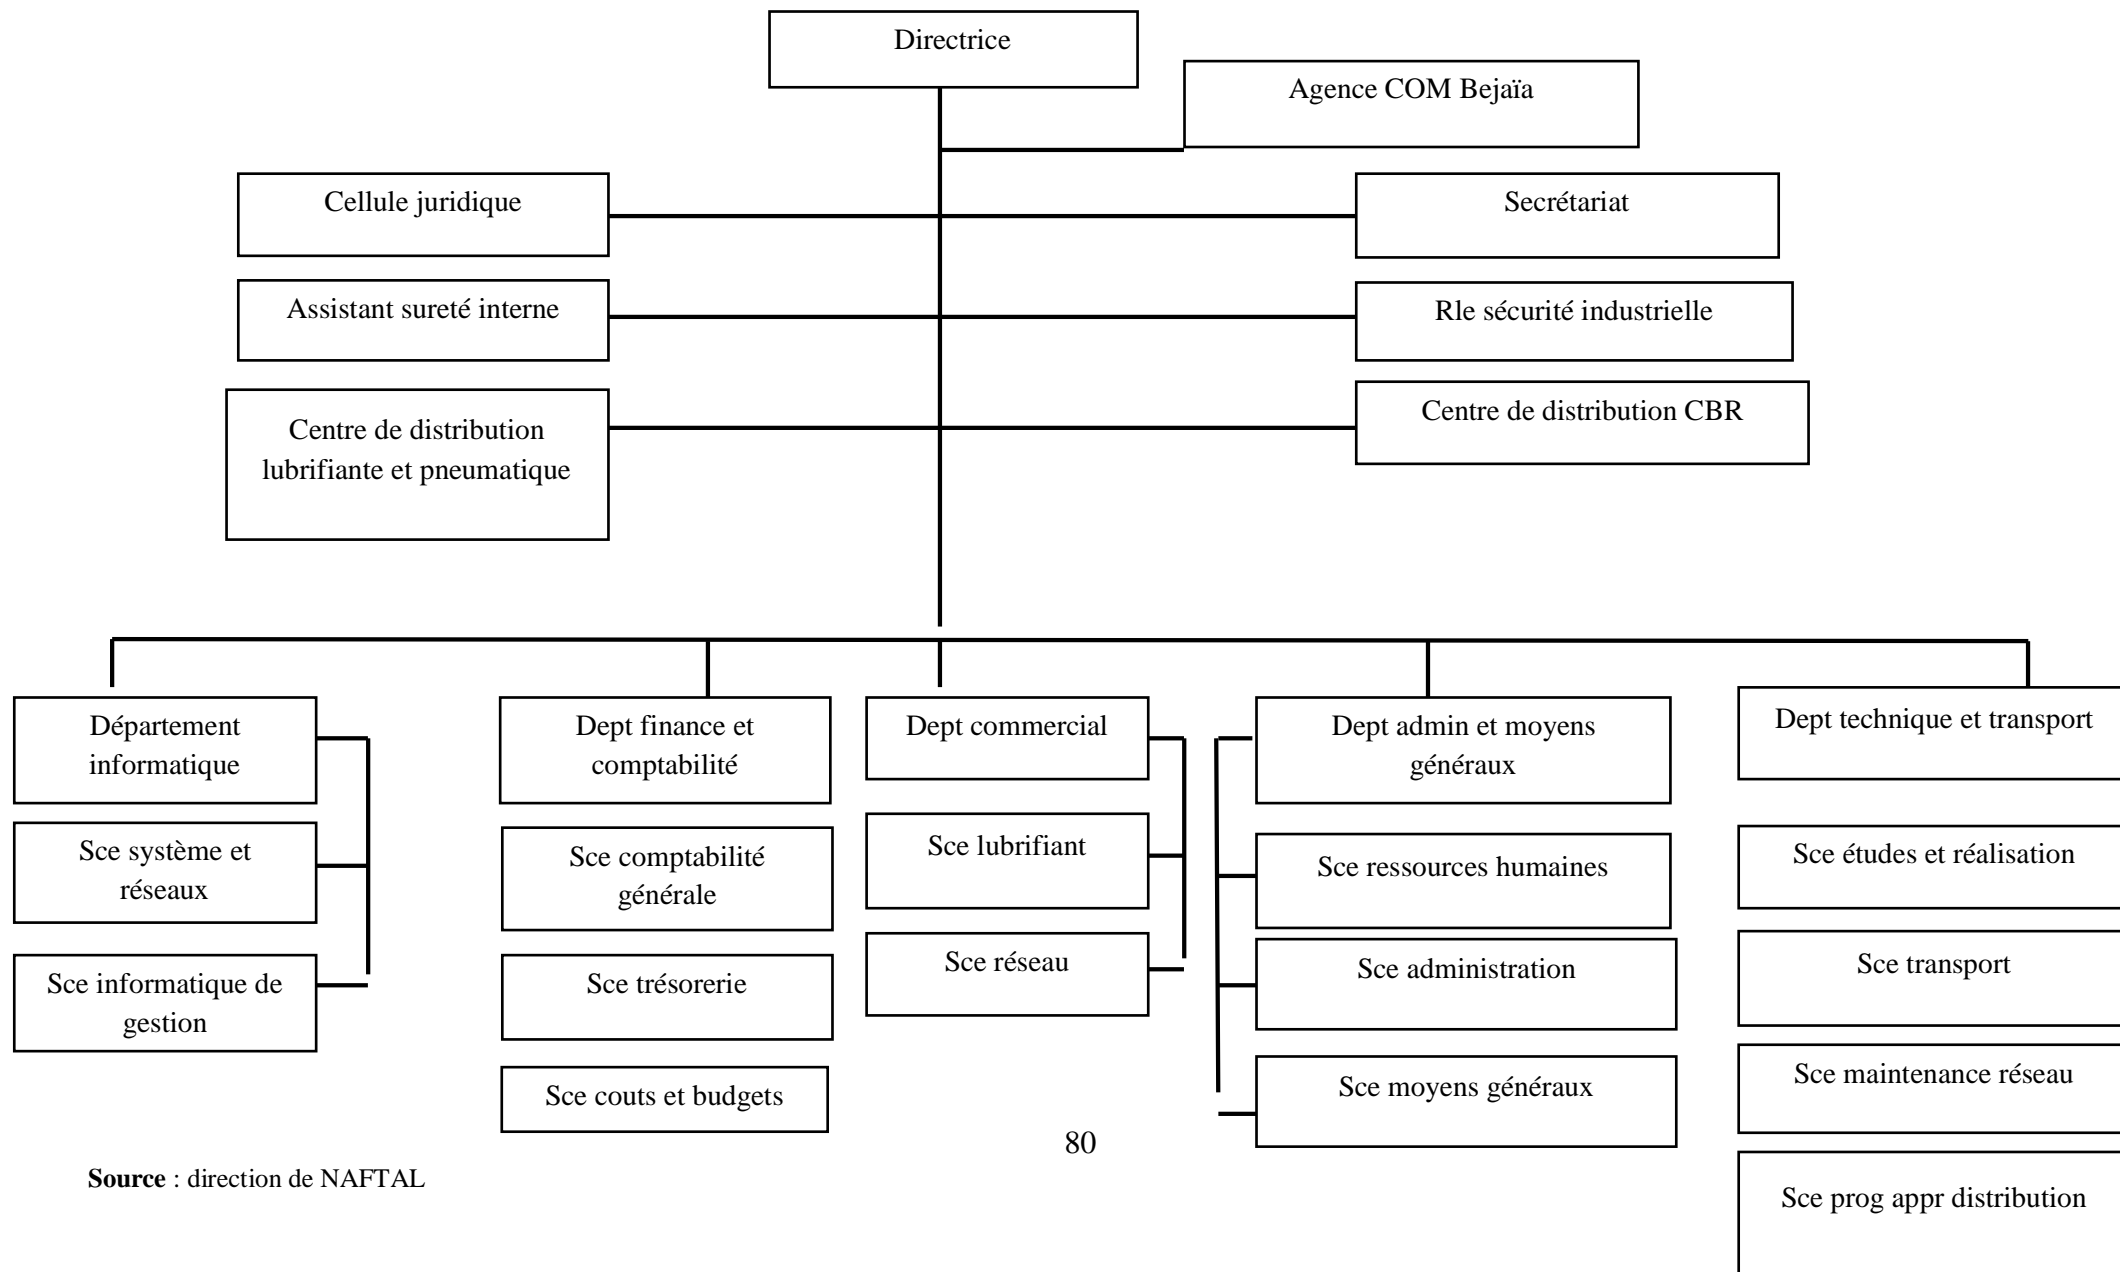 Directrice
Agence COM Bejaïa
Cellule juridique
Secrétariat
Assistant sureté interne
Rle sécurité industrielle
Centre de distribution
lubrifiante et pneumatique
Centre de distribution CBR
Département
informatique
Dept finance et
comptabilité
Dept commercial
Dept admin et moyens
généraux
Dept technique et transport
Sce système et
réseaux
Sce comptabilité
générale
Sce lubrifiant
Sce ressources humaines
Sce études et réalisation
Sce informatique de
gestion
Sce trésorerie
Sce réseau
Sce administration
Sce transport
Sce couts et budgets
Sce moyens généraux
Sce maintenance réseau
Sce prog appr distribution
80
Source : direction de NAFTAL